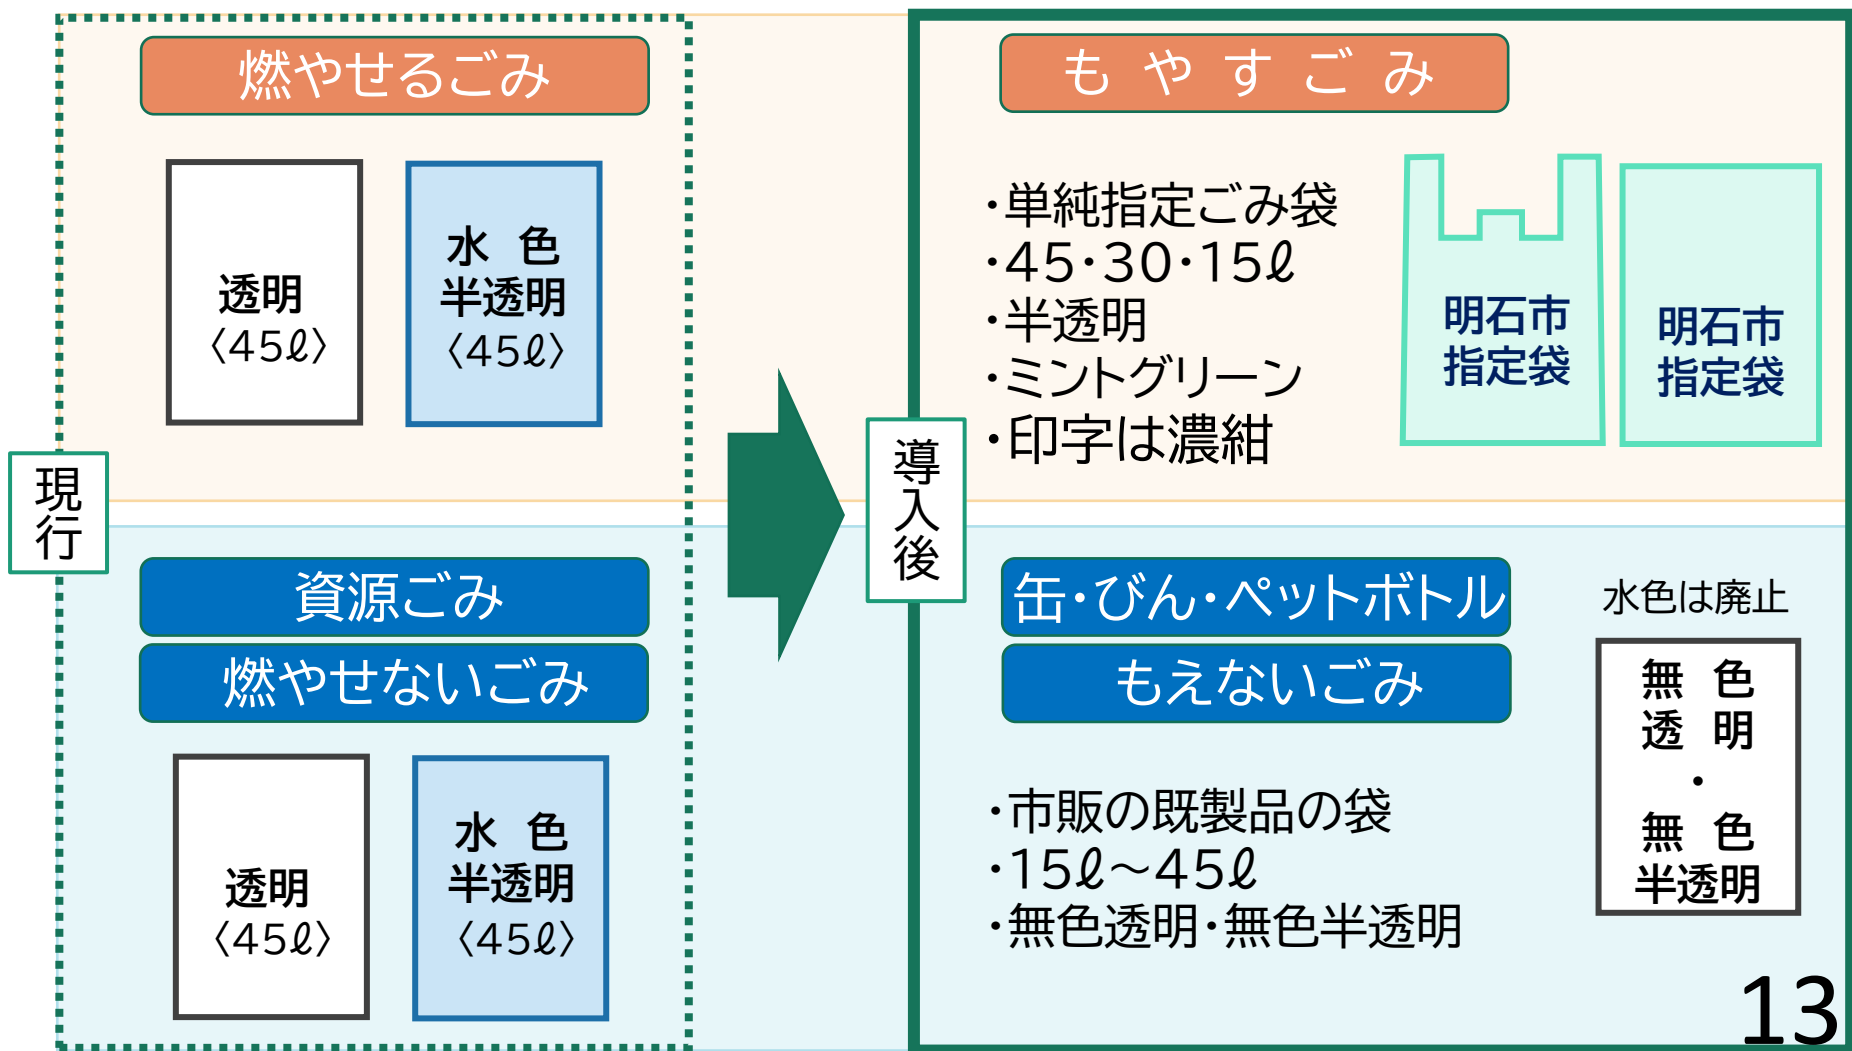 現行
燃やせるごみ
透明
〈45ℓ〉
水 色
半透明
〈45ℓ〉
資源ごみ
燃やせないごみ
透明
〈45ℓ〉
水 色
半透明
〈45ℓ〉
導入後
もやすごみ
・単純指定ごみ袋
・45・30・15ℓ
・半透明
・ミントグリーン
・印字は濃紺
明石市
指定袋
明石市
指定袋
缶・びん・ペットボトル
もえないごみ
・市販の既製品の袋
・15ℓ～45ℓ
・無色透明・無色半透明
水色は廃止
無 色
透 明
・
無 色
半透明
13